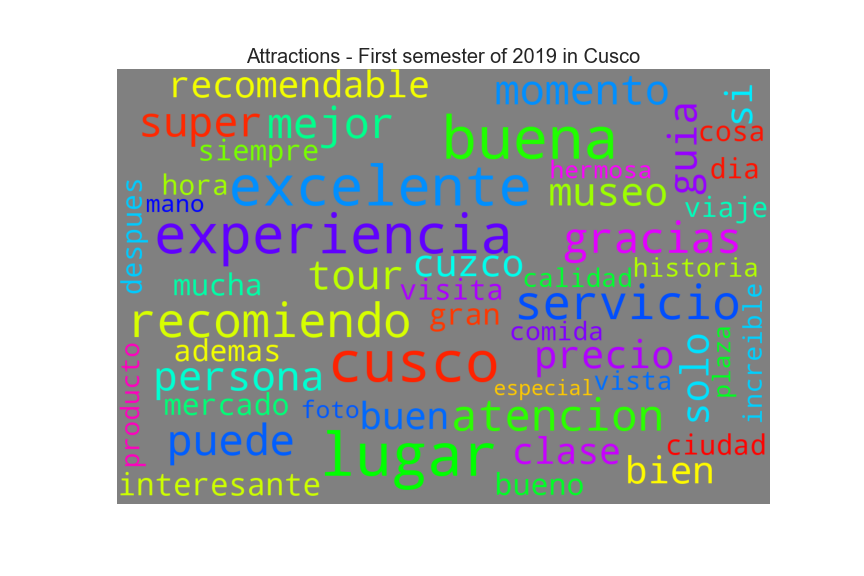 Attractions - First semester of 2019 in Cusco
recomendable
momento
si
super
mejor
buena
guia
cosa
siempre
hermosa
dia
hora
excelente
museo
mano
viaje
despues
experiencia
gracias
cuzco
historia
tour
calidad
mucha
visita
servicio
increible
recomiendo
gran
comida
ademas
cusco
precio
solo
plaza
producto
persona
especial
vista
mercado
foto
buen
atencion
puede
lugar
clase
ciudad
interesante
bueno
bien